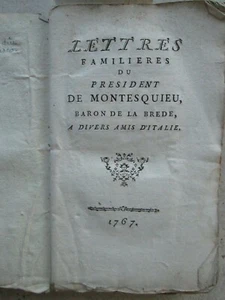 LETTRES
FAMILIERES
DU
PRESIDENT
DE MONTESQUIEU,
BARON DE LA BREDE,
A DIVERS AMIS D'ITALIE.
1767.